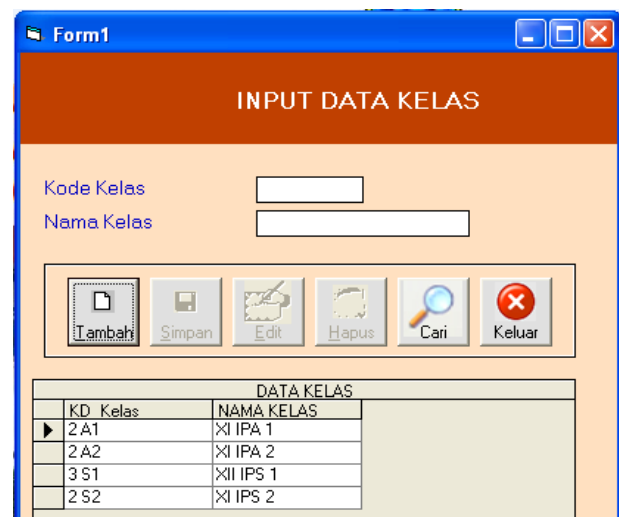 Form1
INPUT DATA KELAS
Kode Kelas
Nama Kelas
Tambah Simpan Edit Hapus Cari Keluar
DATA KELAS
KD_Kelas NAMA KELAS
2 A1 XI IPA 1
2 A2 XI IPA 2
3 S1 XII IPS 1
2 S2 XI IPS 2